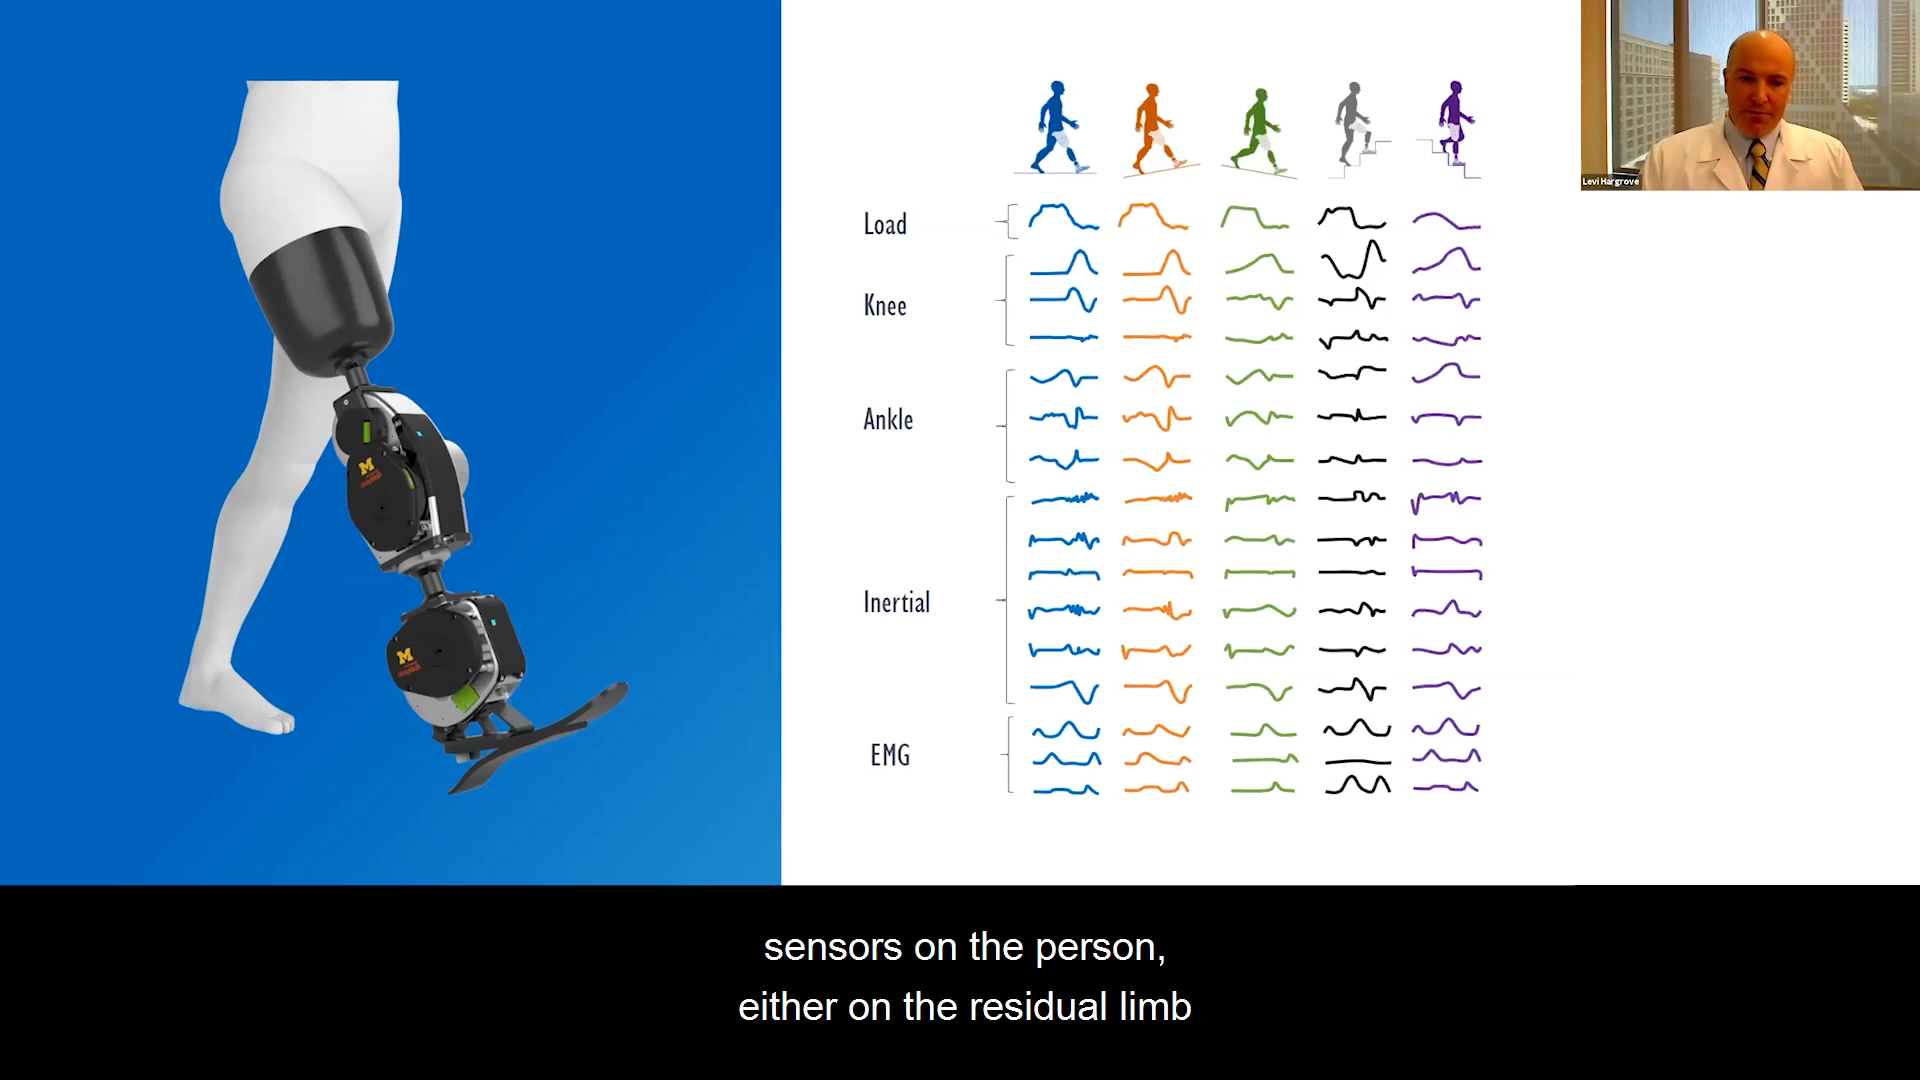 Levi Hargrove
Load
Knee
Ankle
Inertial
EMG
M
M
sensors on the person,
either on the residual limb